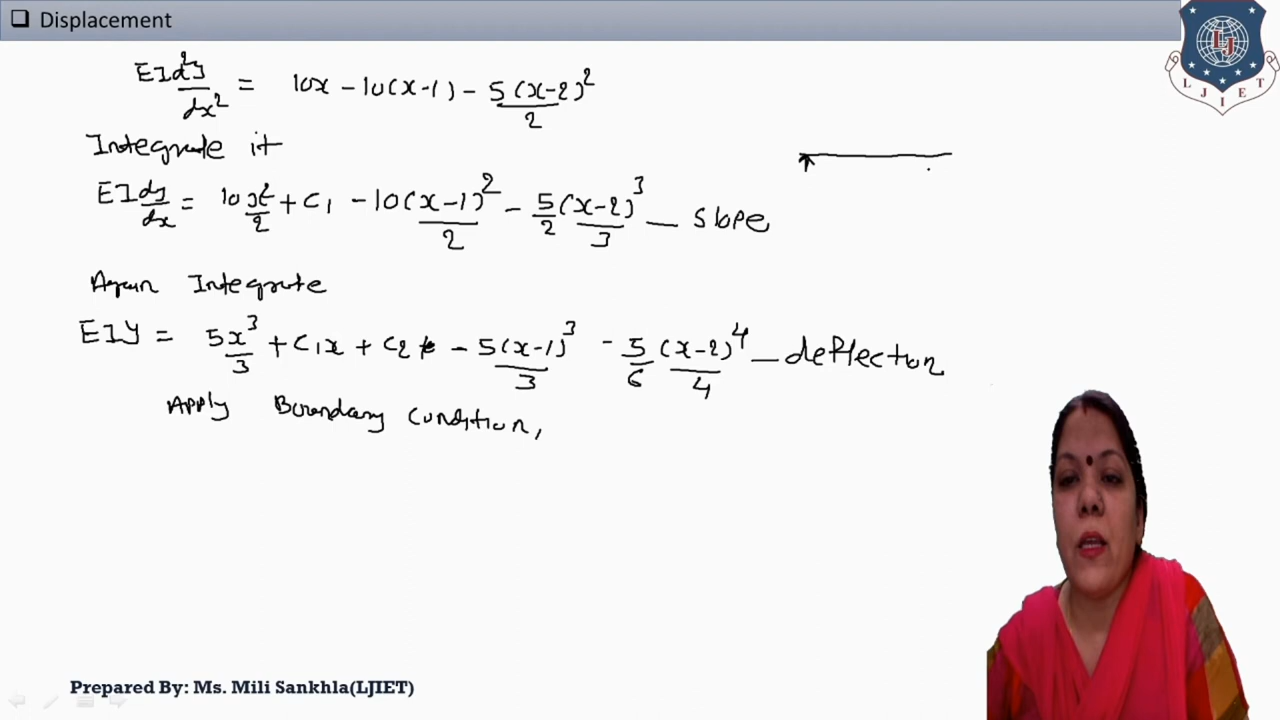 Displacement
LJIET
EI d²y/dx² = 10x - 10(x-1) - 5(x-2)²/2
Integrate it
EI dy/dx = 10x²/2 + C1 - 10(x-1)²/2 - 5/2 (x-2)³/3 — slope
Again Integrate
EIY = 5x³/3 + C1x + C2 - 5(x-1)³/3 - 5/6 (x-2)⁴/4 — deflection
Apply Boundary Condition,
Prepared By: Ms. Mili Sankhla(LJIET)